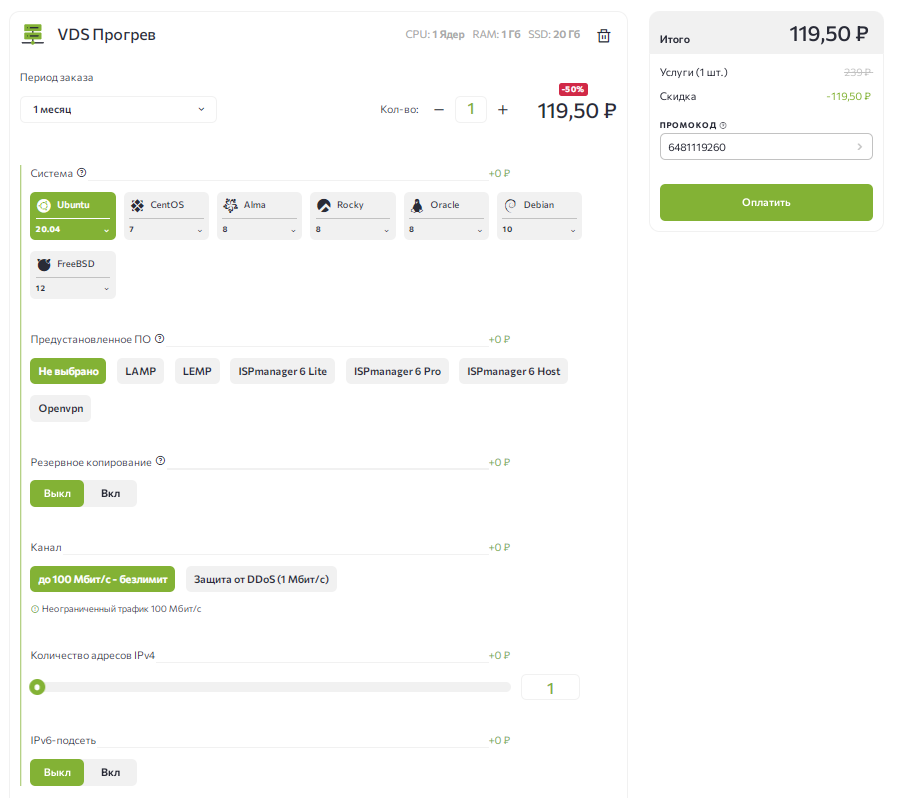 VDS Прогрев
CPU: 1 Ядер RAM: 1 Гб SSD: 20 Гб
Период заказа
1 месяц
Кол-во:
1
-50%
119,50 ₽
Система
+0 ₽
Ubuntu
20.04
CentOS
7
Alma
8
Rocky
8
Oracle
8
Debian
10
FreeBSD
12
Предустановленное ПО
+0 ₽
Не выбрано
LAMP
LEMP
ISPmanager 6 Lite
ISPmanager 6 Pro
ISPmanager 6 Host
Openvpn
Резервное копирование
+0 ₽
Выкл
Вкл
Канал
+0 ₽
до 100 Мбит/с - безлимит
Защита от DDoS (1 Мбит/с)
Неограниченный трафик 100 Мбит/с
Количество адресов IPv4
+0 ₽
1
IPv6-подсеть
+0 ₽
Выкл
Вкл
Итого
119,50 ₽
Услуги (1 шт.)
239 ₽
Скидка
-119,50 ₽
ПРОМОКОД
6481119260
Оплатить